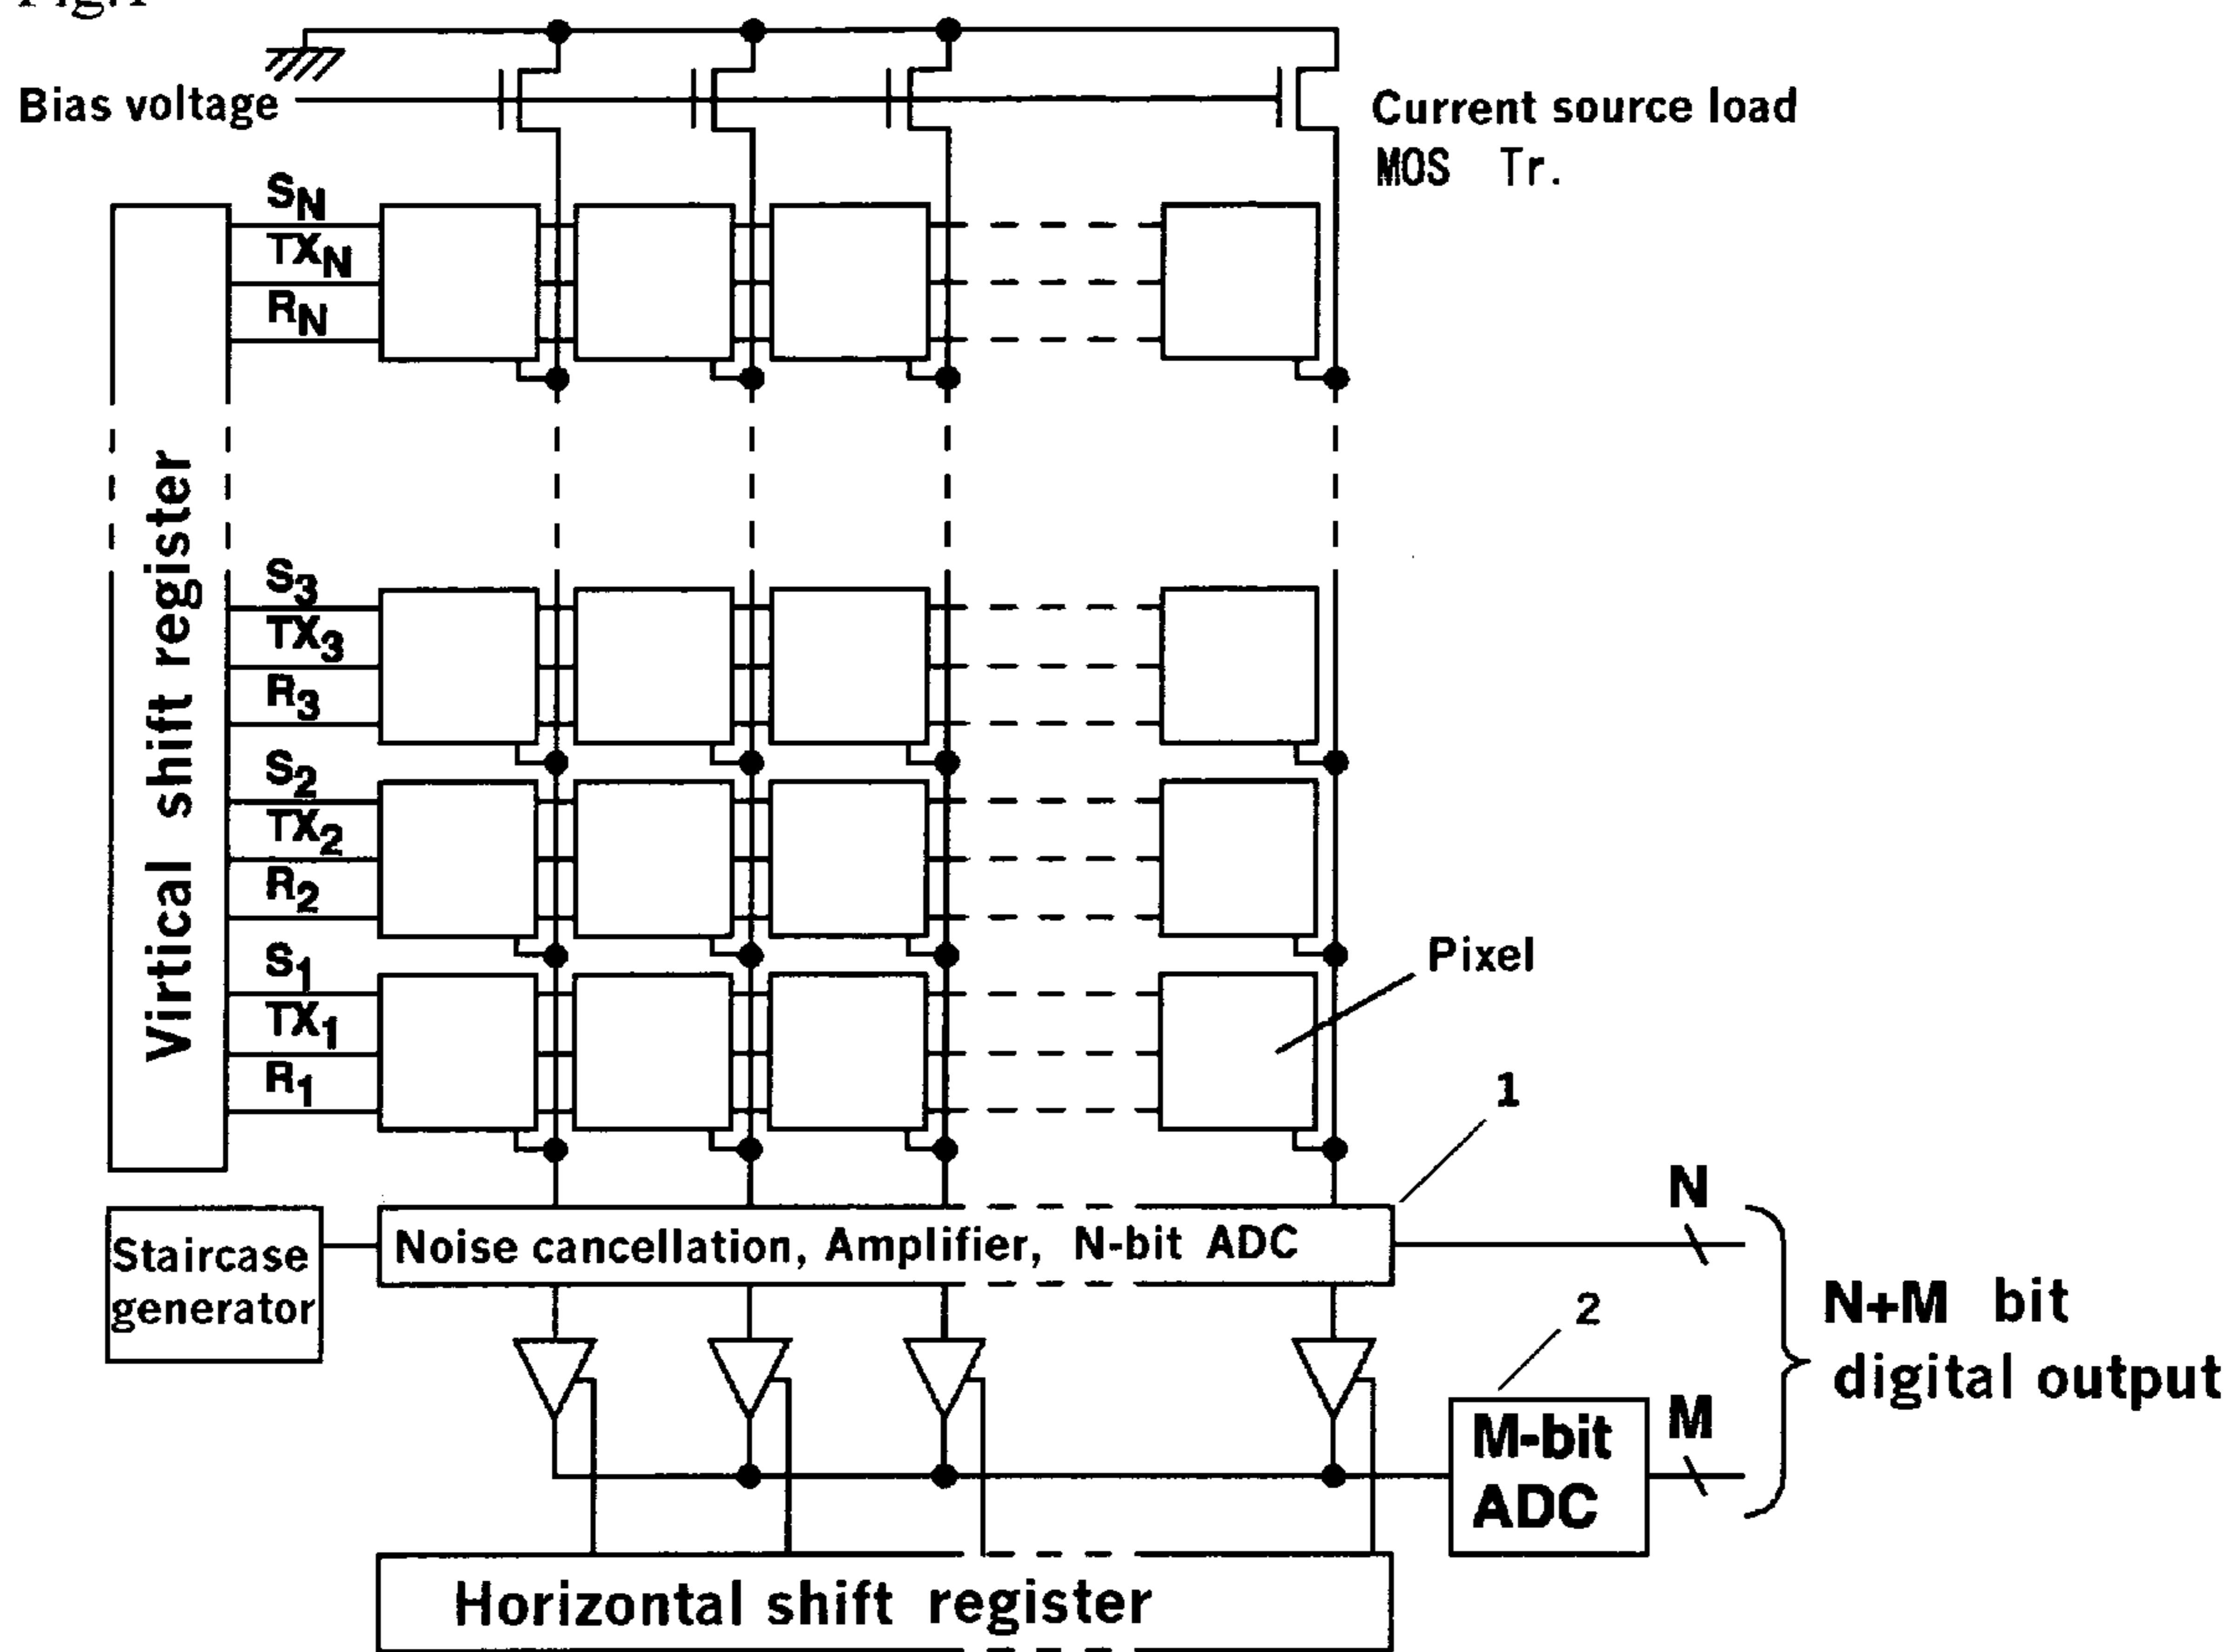 Fig.1
Bias voltage
Current source load
MOS Tr.
SN
TXN
RN
Virtical shift register
S3
TX3
R3
S2
TX2
R2
S1
TX1
R1
Pixel
1
Staircase
generator
Noise cancellation, Amplifier, N-bit ADC
N
2
N+M bit
digital output
M-bit
ADC
M
Horizontal shift register